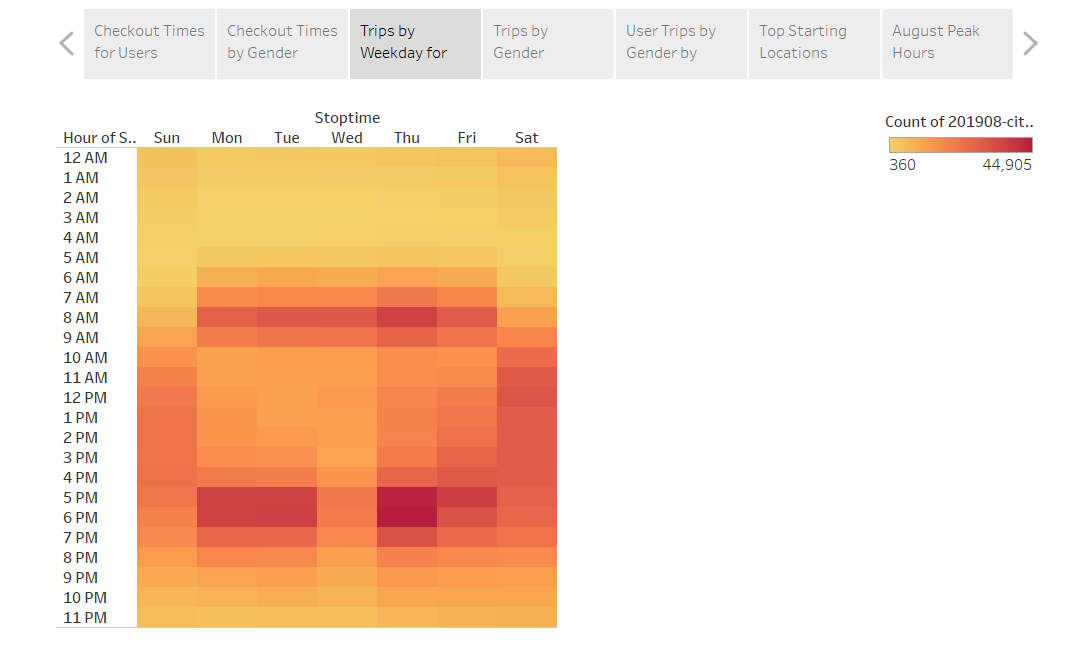 Checkout Times for Users
Checkout Times by Gender
Trips by Weekday for
Trips by Gender
User Trips by Gender by
Top Starting Locations
August Peak Hours
Stoptime
Hour of S.. Sun Mon Tue Wed Thu Fri Sat
12 AM
1 AM
2 AM
3 AM
4 AM
5 AM
6 AM
7 AM
8 AM
9 AM
10 AM
11 AM
12 PM
1 PM
2 PM
3 PM
4 PM
5 PM
6 PM
7 PM
8 PM
9 PM
10 PM
11 PM
Count of 201908-cit..
360 44,905